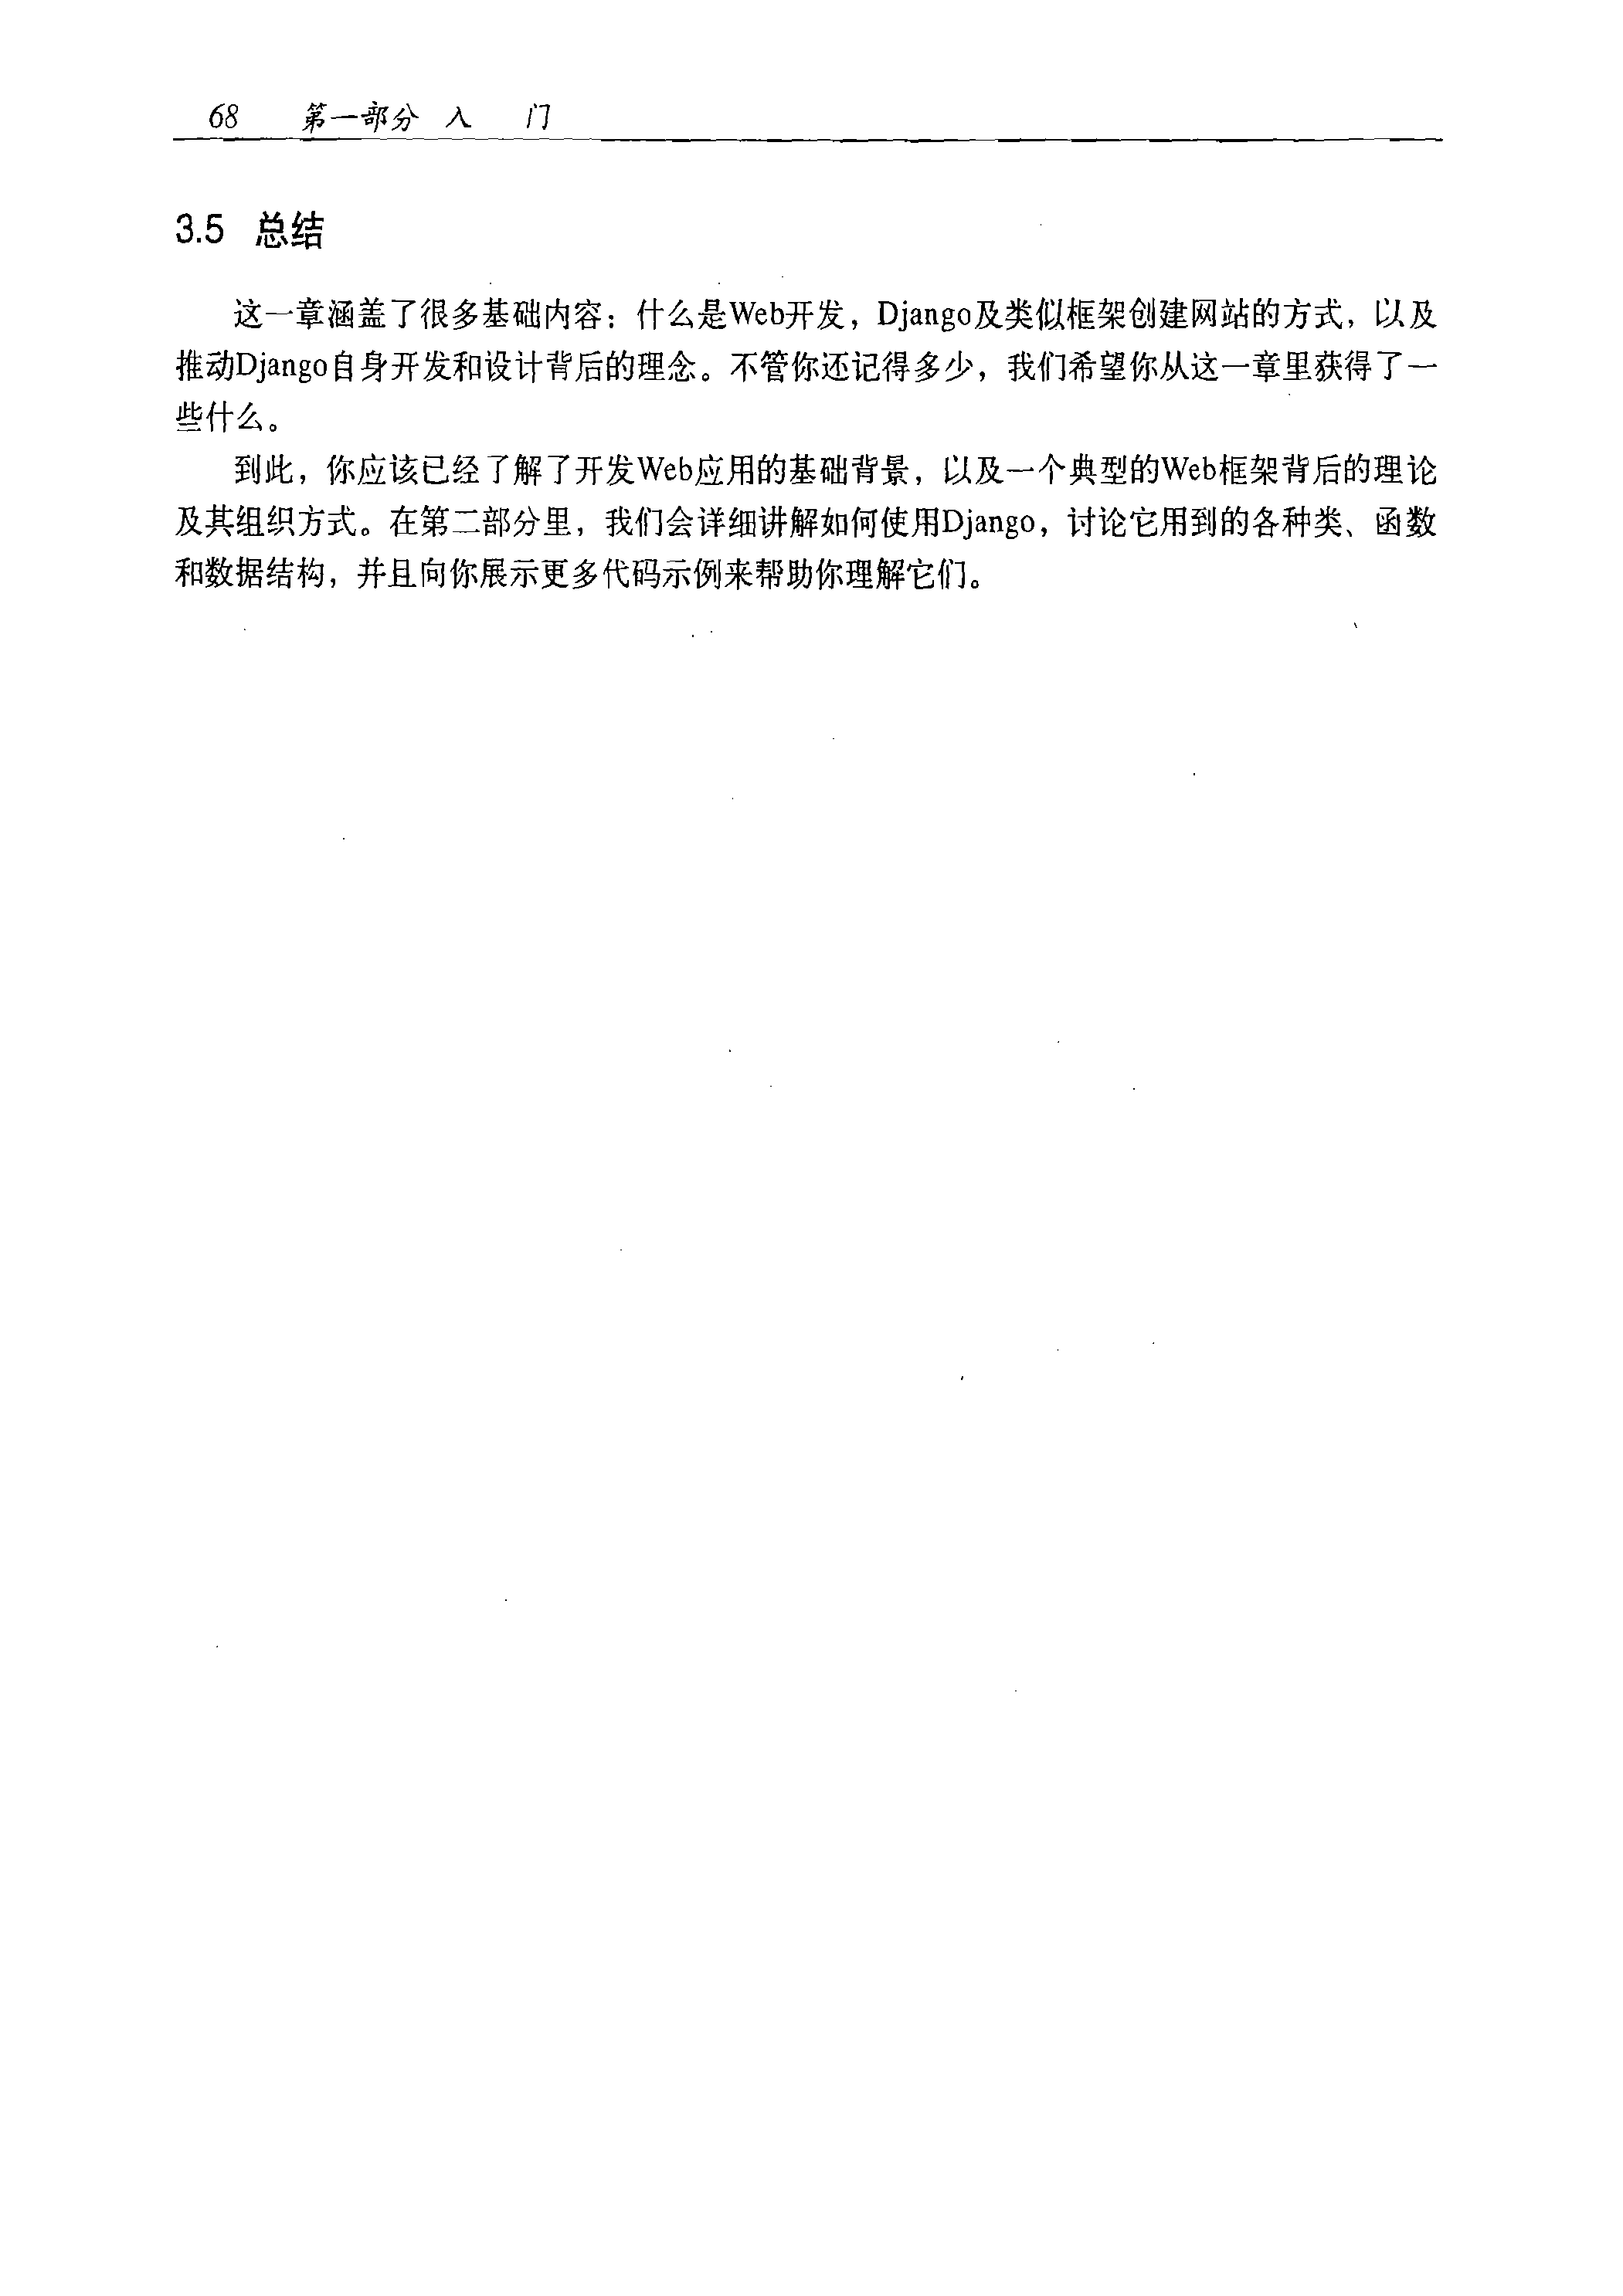 68 第一部分 入 门
3.5 总结
这一章涵盖了很多基础内容：什么是Web开发，Django及类似框架创建网站的方式，以及
推动Django自身开发和设计背后的理念。不管你还记得多少，我们希望你从这一章里获得了一
些什么。
到此，你应该已经了解了开发Web应用的基础背景，以及一个典型的Web框架背后的理论
及其组织方式。在第二部分里，我们会详细讲解如何使用Django，讨论它用到的各种类、函数
和数据结构，并且向你展示更多代码示例来帮助你理解它们。